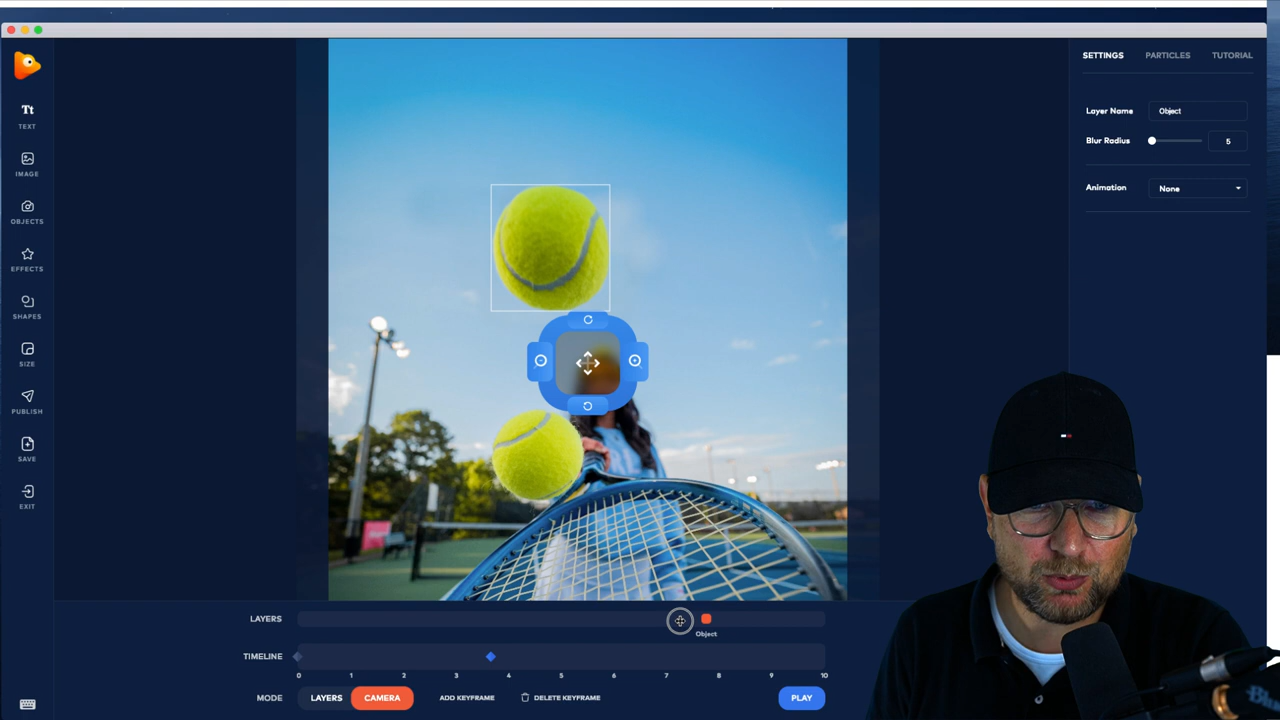 SETTINGS PARTICLES TUTORIAL
Tt
TEXT
IMAGE
OBJECTS
EFFECTS
SHAPES
SIZE
PUBLISH
SAVE
EXIT
Layer Name Object
Blur Radius 5
Animation None
LAYERS
Object
TIMELINE
0 1 2 3 4 5 6 7 8 9 10
MODE LAYERS CAMERA ADD KEYFRAME DELETE KEYFRAME PLAY